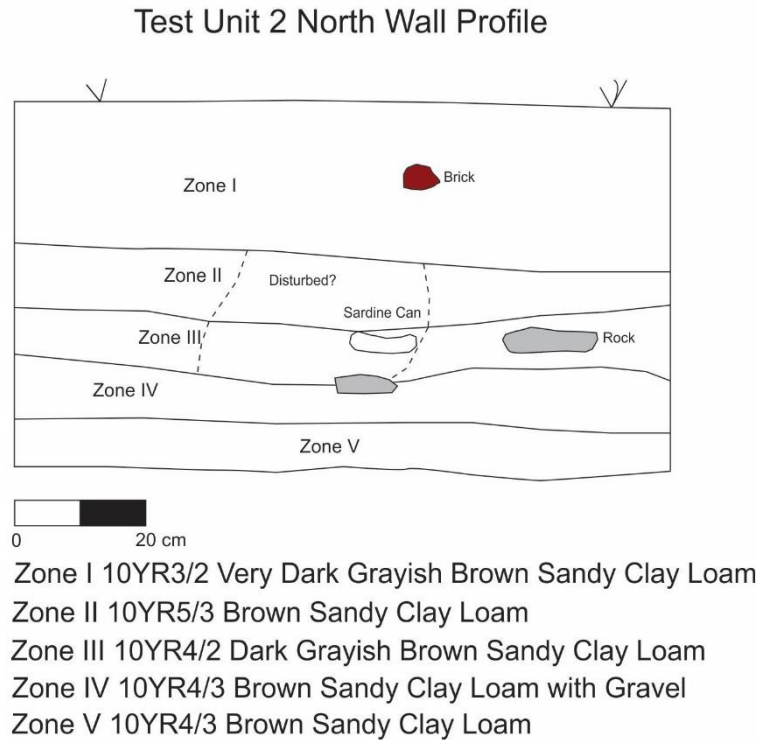 Test Unit 2 North Wall Profile
Brick
Zone I
Zone II
Disturbed?
Sardine Can
Zone III
Rock
Zone IV
Zone V
0 20 cm
Zone I 10YR3/2 Very Dark Grayish Brown Sandy Clay Loam
Zone II 10YR5/3 Brown Sandy Clay Loam
Zone III 10YR4/2 Dark Grayish Brown Sandy Clay Loam
Zone IV 10YR4/3 Brown Sandy Clay Loam with Gravel
Zone V 10YR4/3 Brown Sandy Clay Loam